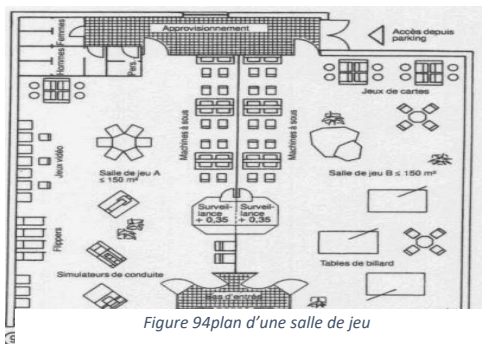 Approvisionnement
Accès depuis
parking
Femmes
Hommes
Pers.
Jeux de cartes
Machines à sous
Machines à sous
Jeux vidéo
Salle de jeu A
≤ 150 m²
Salle de jeu B ≤ 150 m²
Surveil-
lance
+ 0,35
Surveil-
lance
+ 0,35
Flippers
Simulateurs de conduite
Tables de billard
Sas d'entrée
Figure 94plan d'une salle de jeu